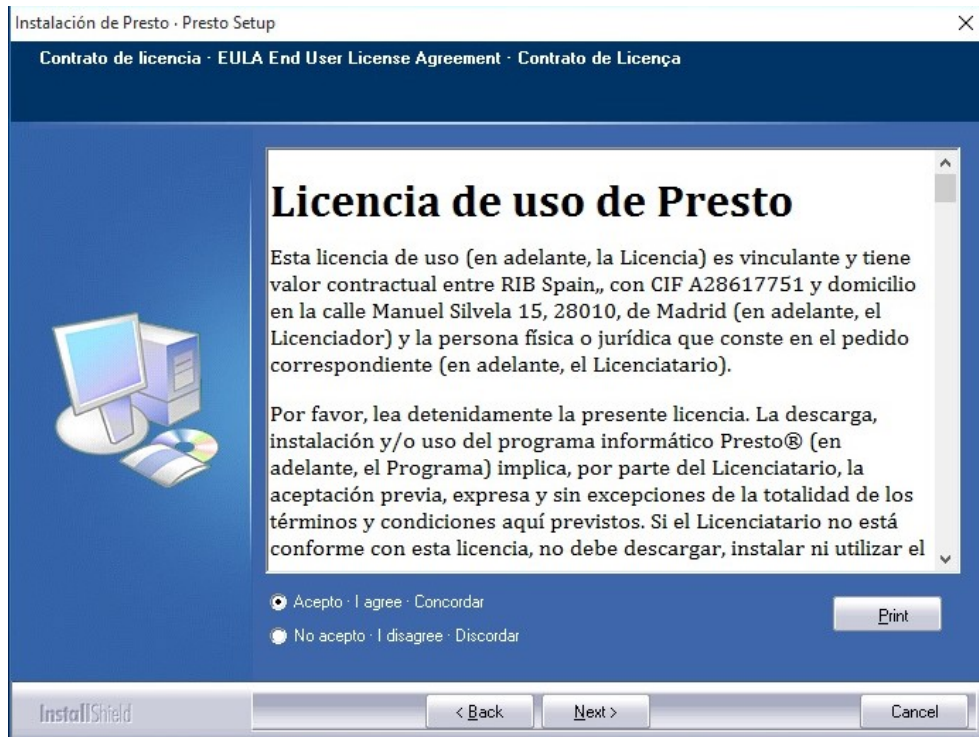 Instalación de Presto · Presto Setup
Contrato de licencia · EULA End User License Agreement · Contrato de Licença
Licencia de uso de Presto
Esta licencia de uso (en adelante, la Licencia) es vinculante y tiene
valor contractual entre RIB Spain,, con CIF A28617751 y domicilio
en la calle Manuel Silvela 15, 28010, de Madrid (en adelante, el
Licenciador) y la persona física o jurídica que conste en el pedido
correspondiente (en adelante, el Licenciatario).
Por favor, lea detenidamente la presente licencia. La descarga,
instalación y/o uso del programa informático Presto® (en
adelante, el Programa) implica, por parte del Licenciatario, la
aceptación previa, expresa y sin excepciones de la totalidad de los
términos y condiciones aquí previstos. Si el Licenciatario no está
conforme con esta licencia, no debe descargar, instalar ni utilizar el
Acepto · I agree · Concordar
Print
No acepto · I disagree · Discordar
InstallShield
< Back
Next >
Cancel